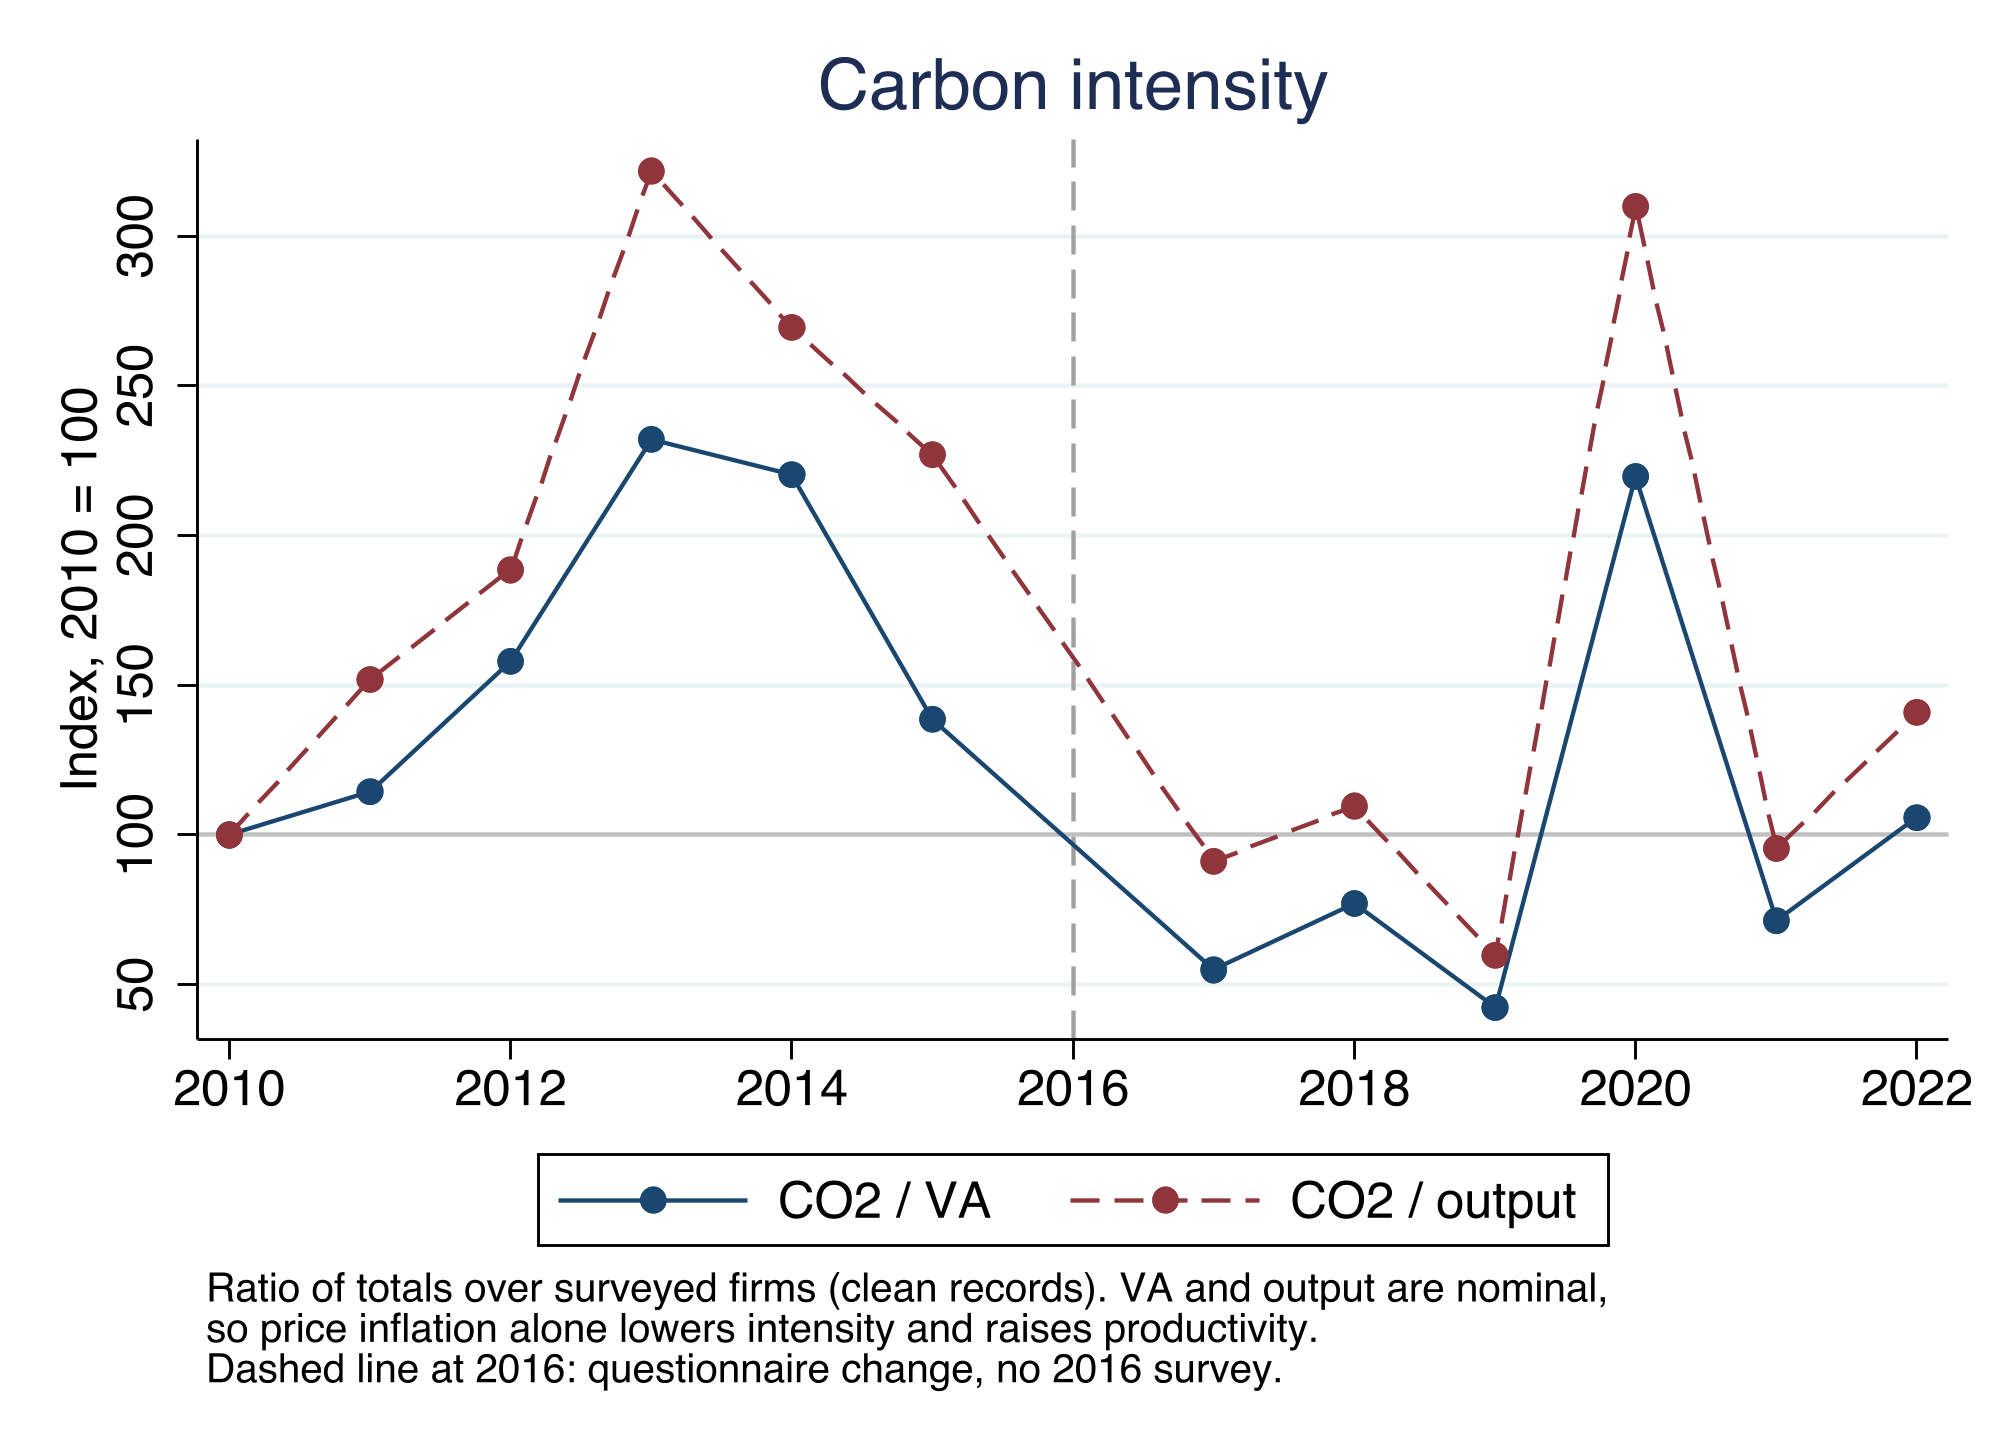 Carbon intensity
Index, 2010 = 100
300
250
200
150
100
50
2010 2012 2014 2016 2018 2020 2022
CO2 / VA CO2 / output
Ratio of totals over surveyed firms (clean records). VA and output are nominal,
so price inflation alone lowers intensity and raises productivity.
Dashed line at 2016: questionnaire change, no 2016 survey.